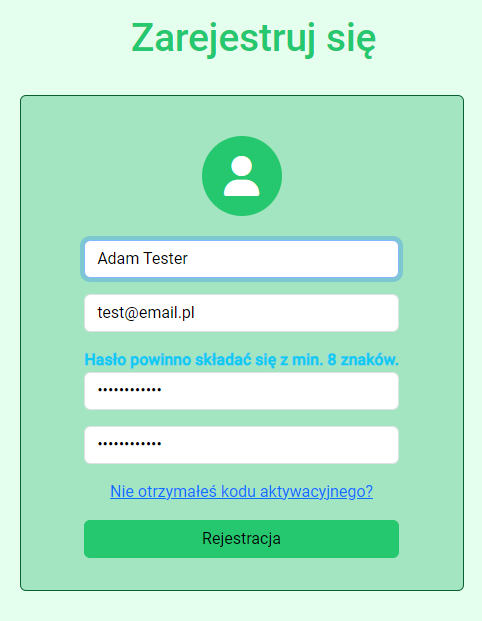 Zarejestruj się
Adam Tester
test@email.pl
Hasło powinno składać się z min. 8 znaków.
••••••••••••
••••••••••••
Nie otrzymałeś kodu aktywacyjnego?
Rejestracja